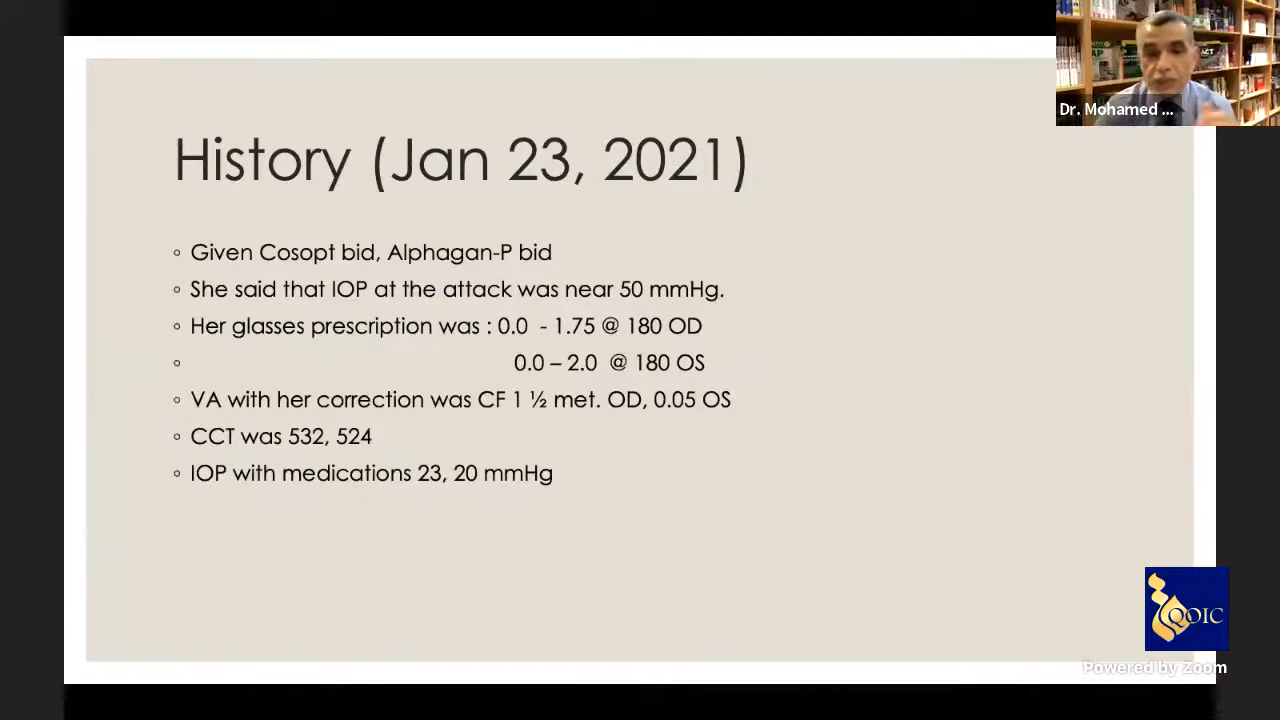 Dr. Mohamed ...
History (Jan 23, 2021)
◦ Given Cosopt bid, Alphagan-P bid
◦ She said that IOP at the attack was near 50 mmHg.
◦ Her glasses prescription was : 0.0 - 1.75 @ 180 OD
◦ 0.0 – 2.0 @ 180 OS
◦ VA with her correction was CF 1 ½ met. OD, 0.05 OS
◦ CCT was 532, 524
◦ IOP with medications 23, 20 mmHg
QOIC
Powered by Zoom